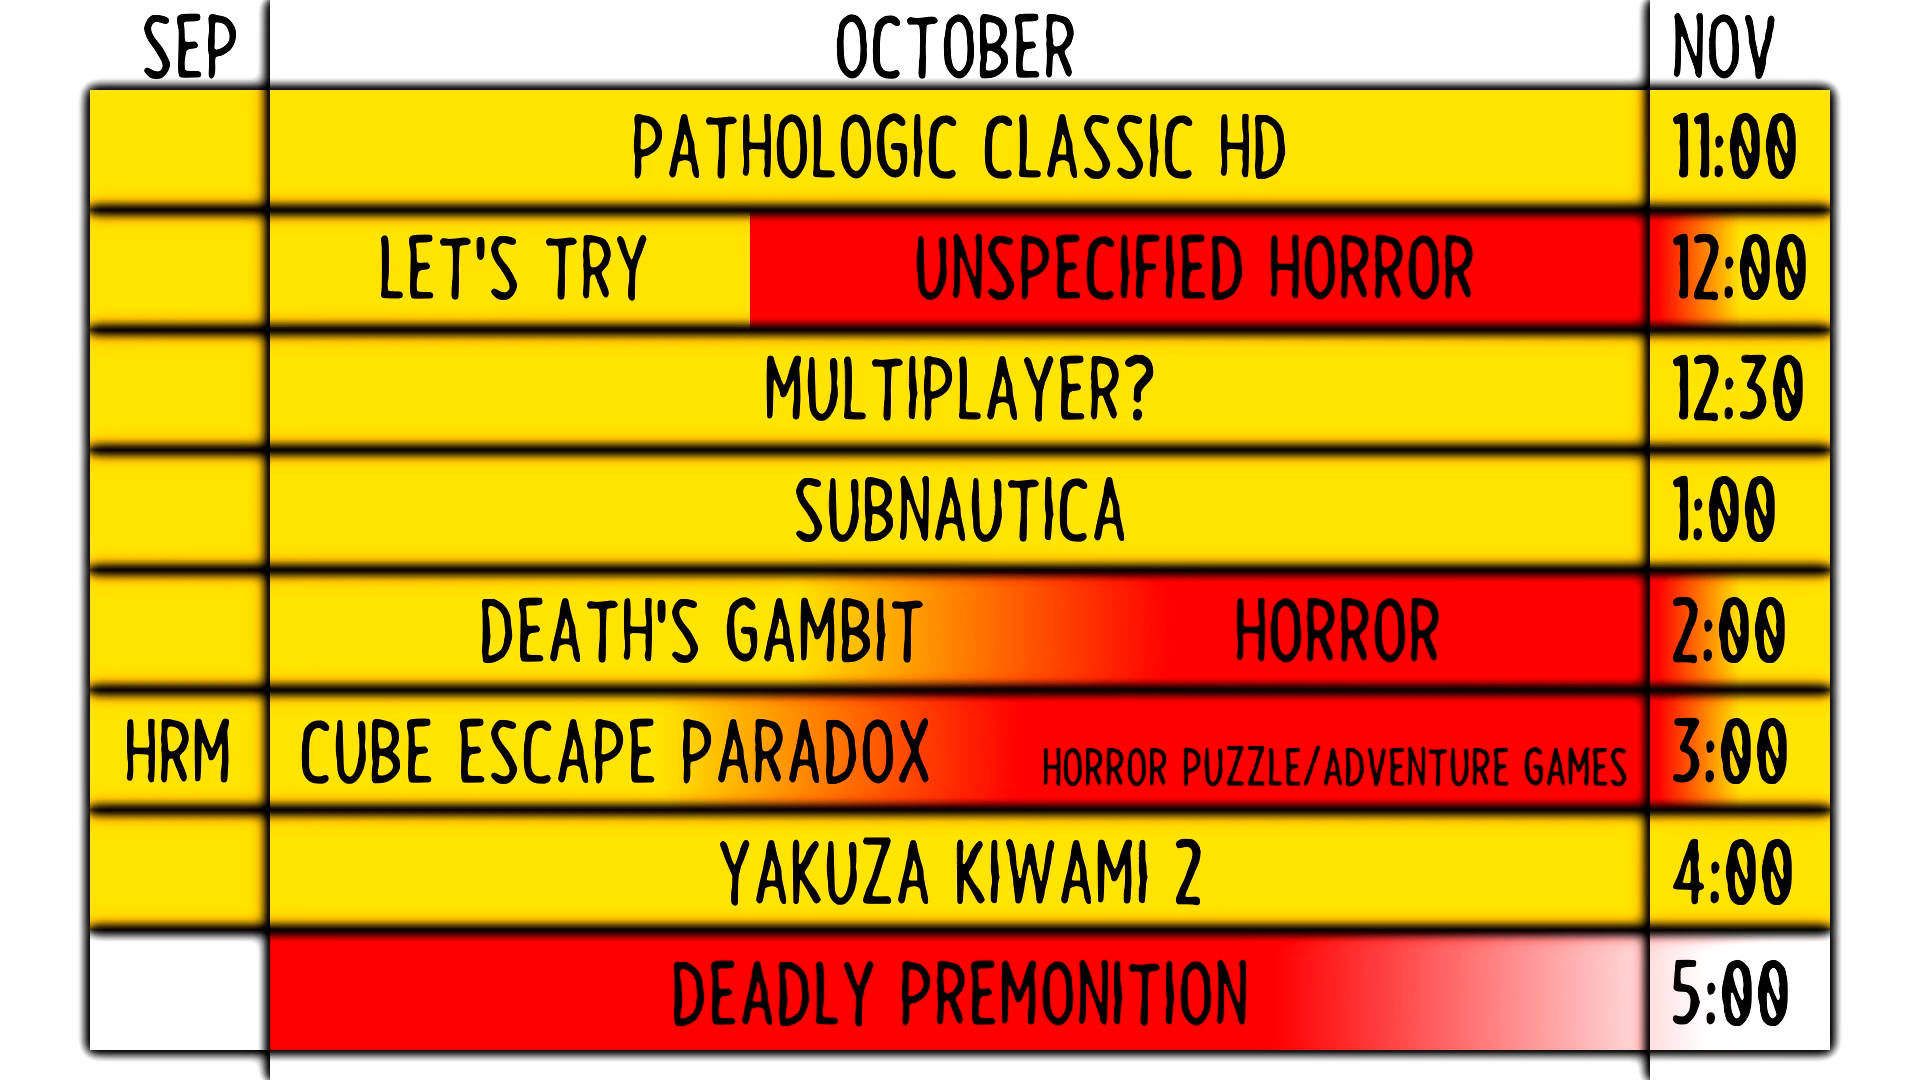 SEP OCTOBER NOV
PATHOLOGIC CLASSIC HD 11:00
LET'S TRY UNSPECIFIED HORROR 12:00
MULTIPLAYER? 12:30
SUBNAUTICA 1:00
DEATH'S GAMBIT HORROR 2:00
HRM CUBE ESCAPE PARADOX HORROR PUZZLE/ADVENTURE GAMES 3:00
YAKUZA KIWAMI 2 4:00
DEADLY PREMONITION 5:00